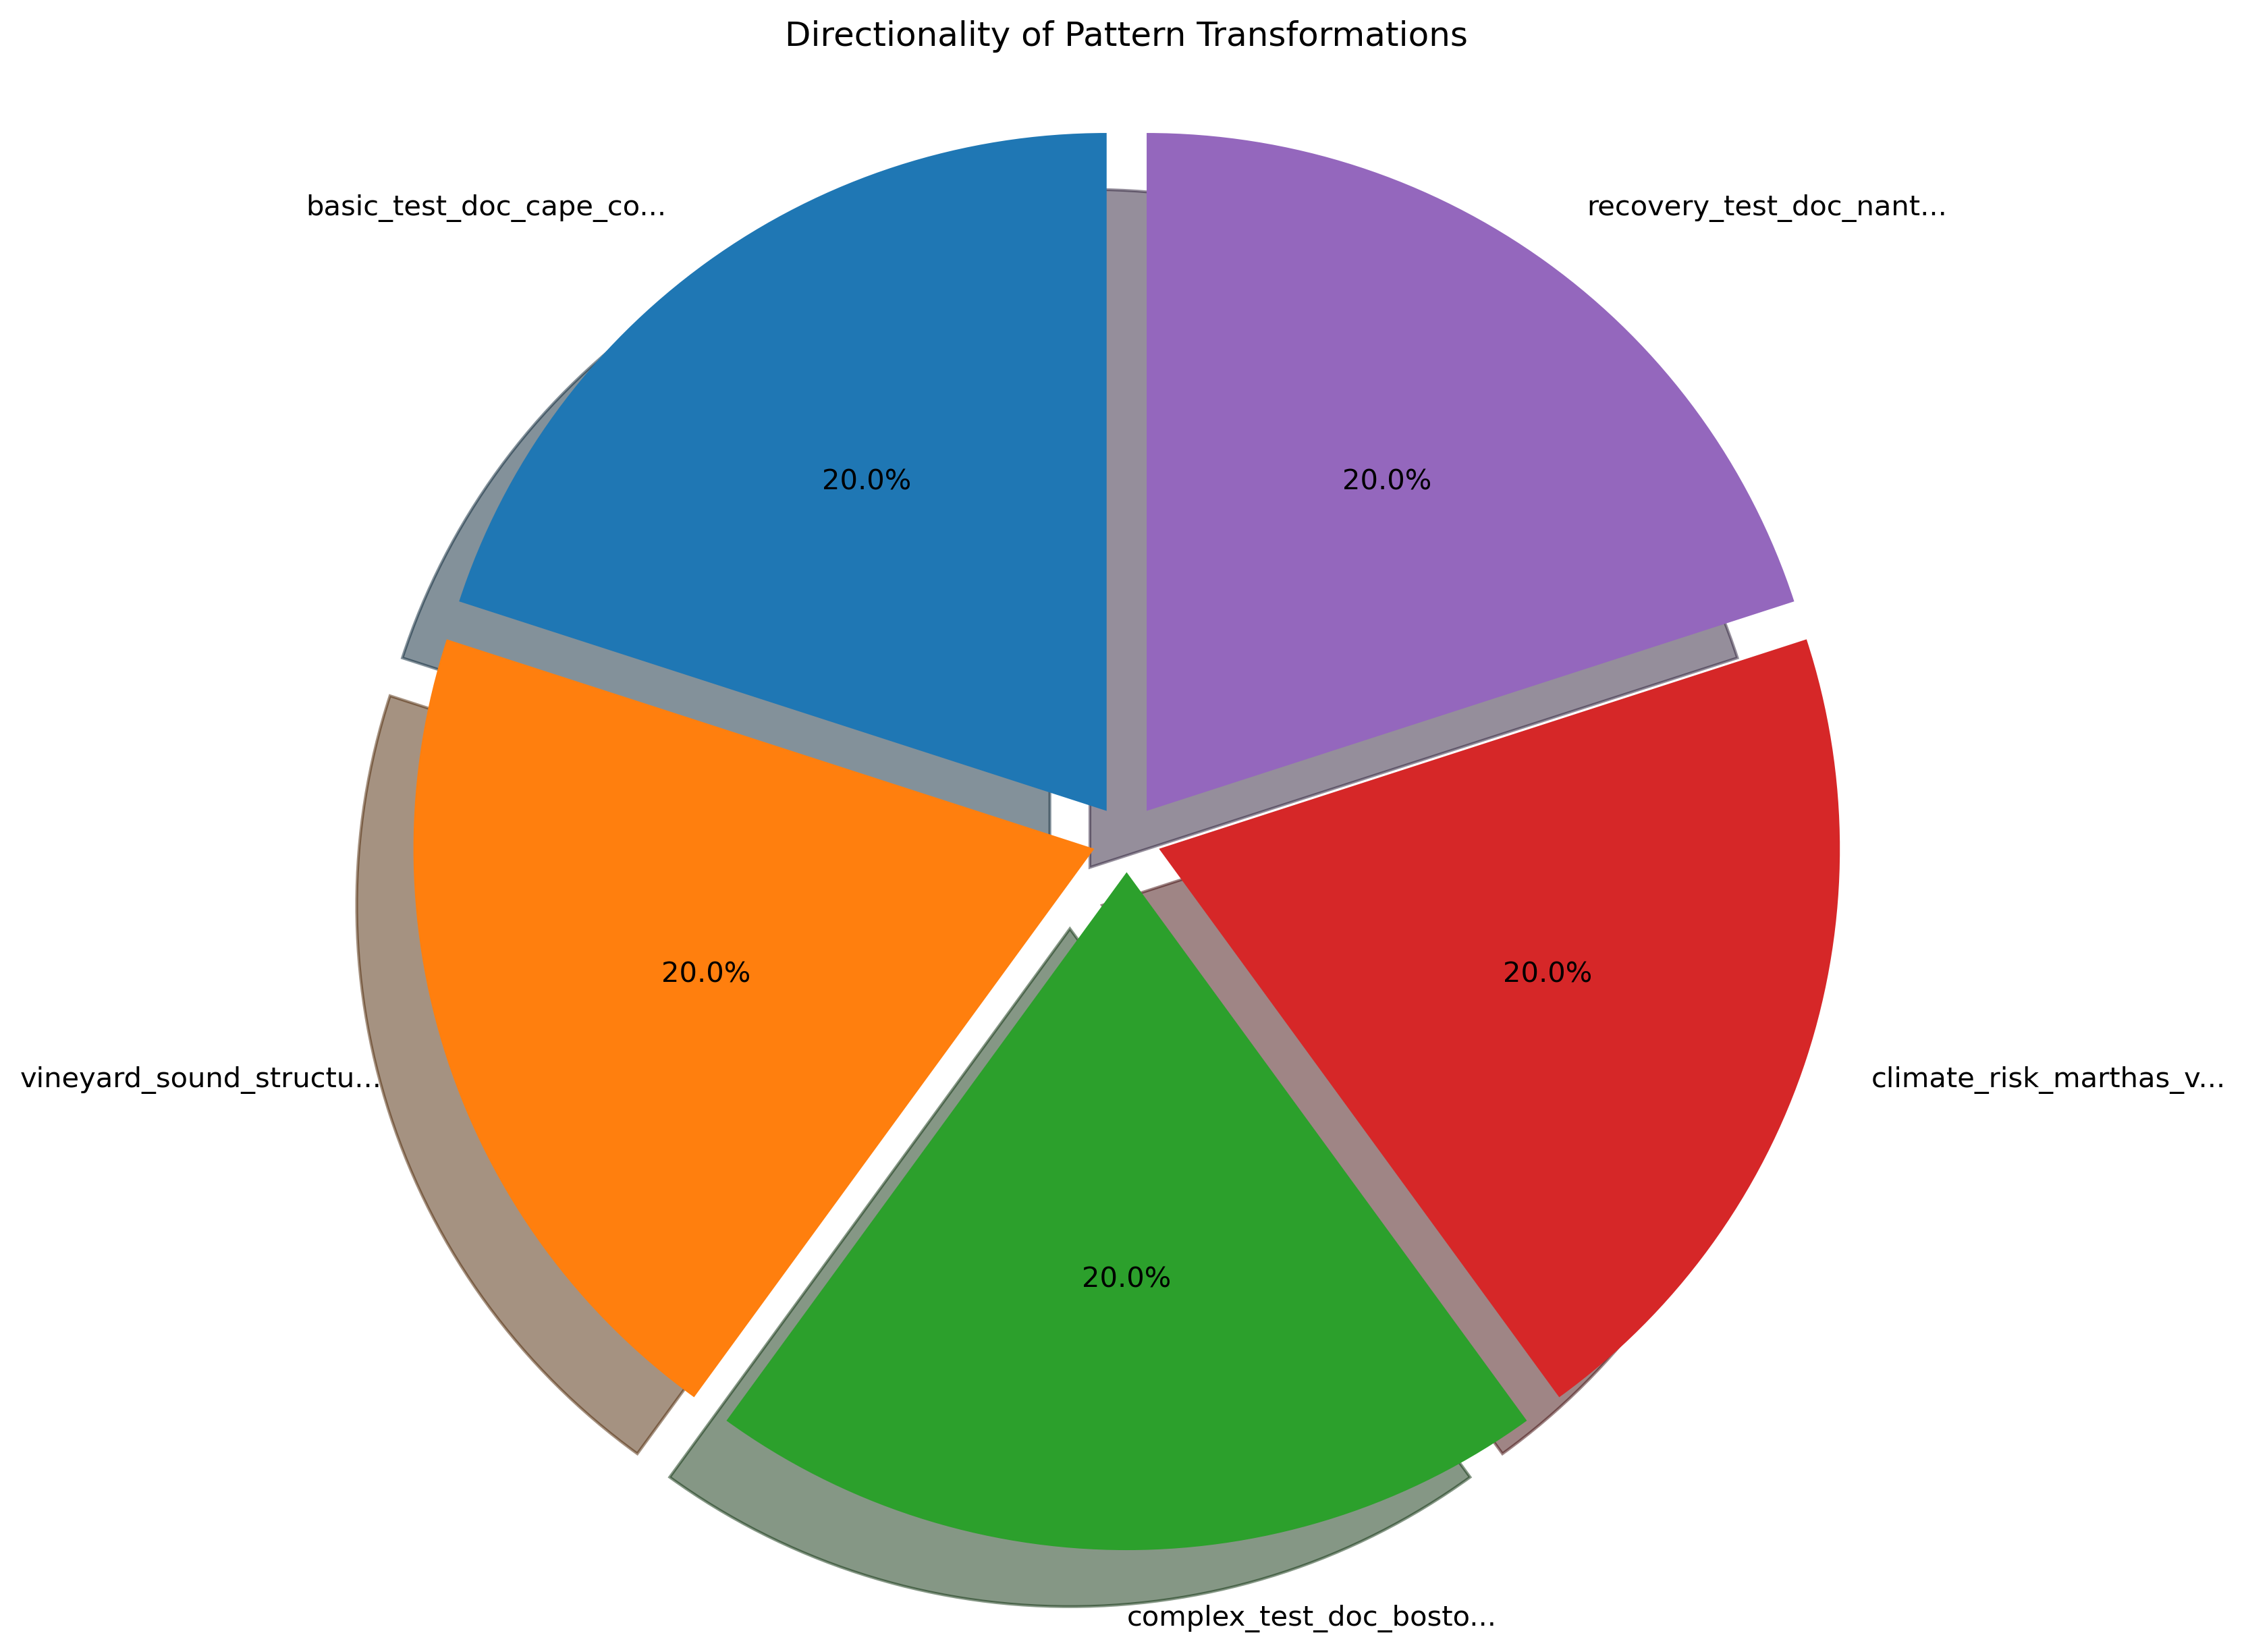 Directionality of Pattern Transformations
basic_test_doc_cape_co...
recovery_test_doc_nant...
20.0%
20.0%
20.0%
20.0%
vineyard_sound_structu...
climate_risk_marthas_v...
20.0%
complex_test_doc_bosto...